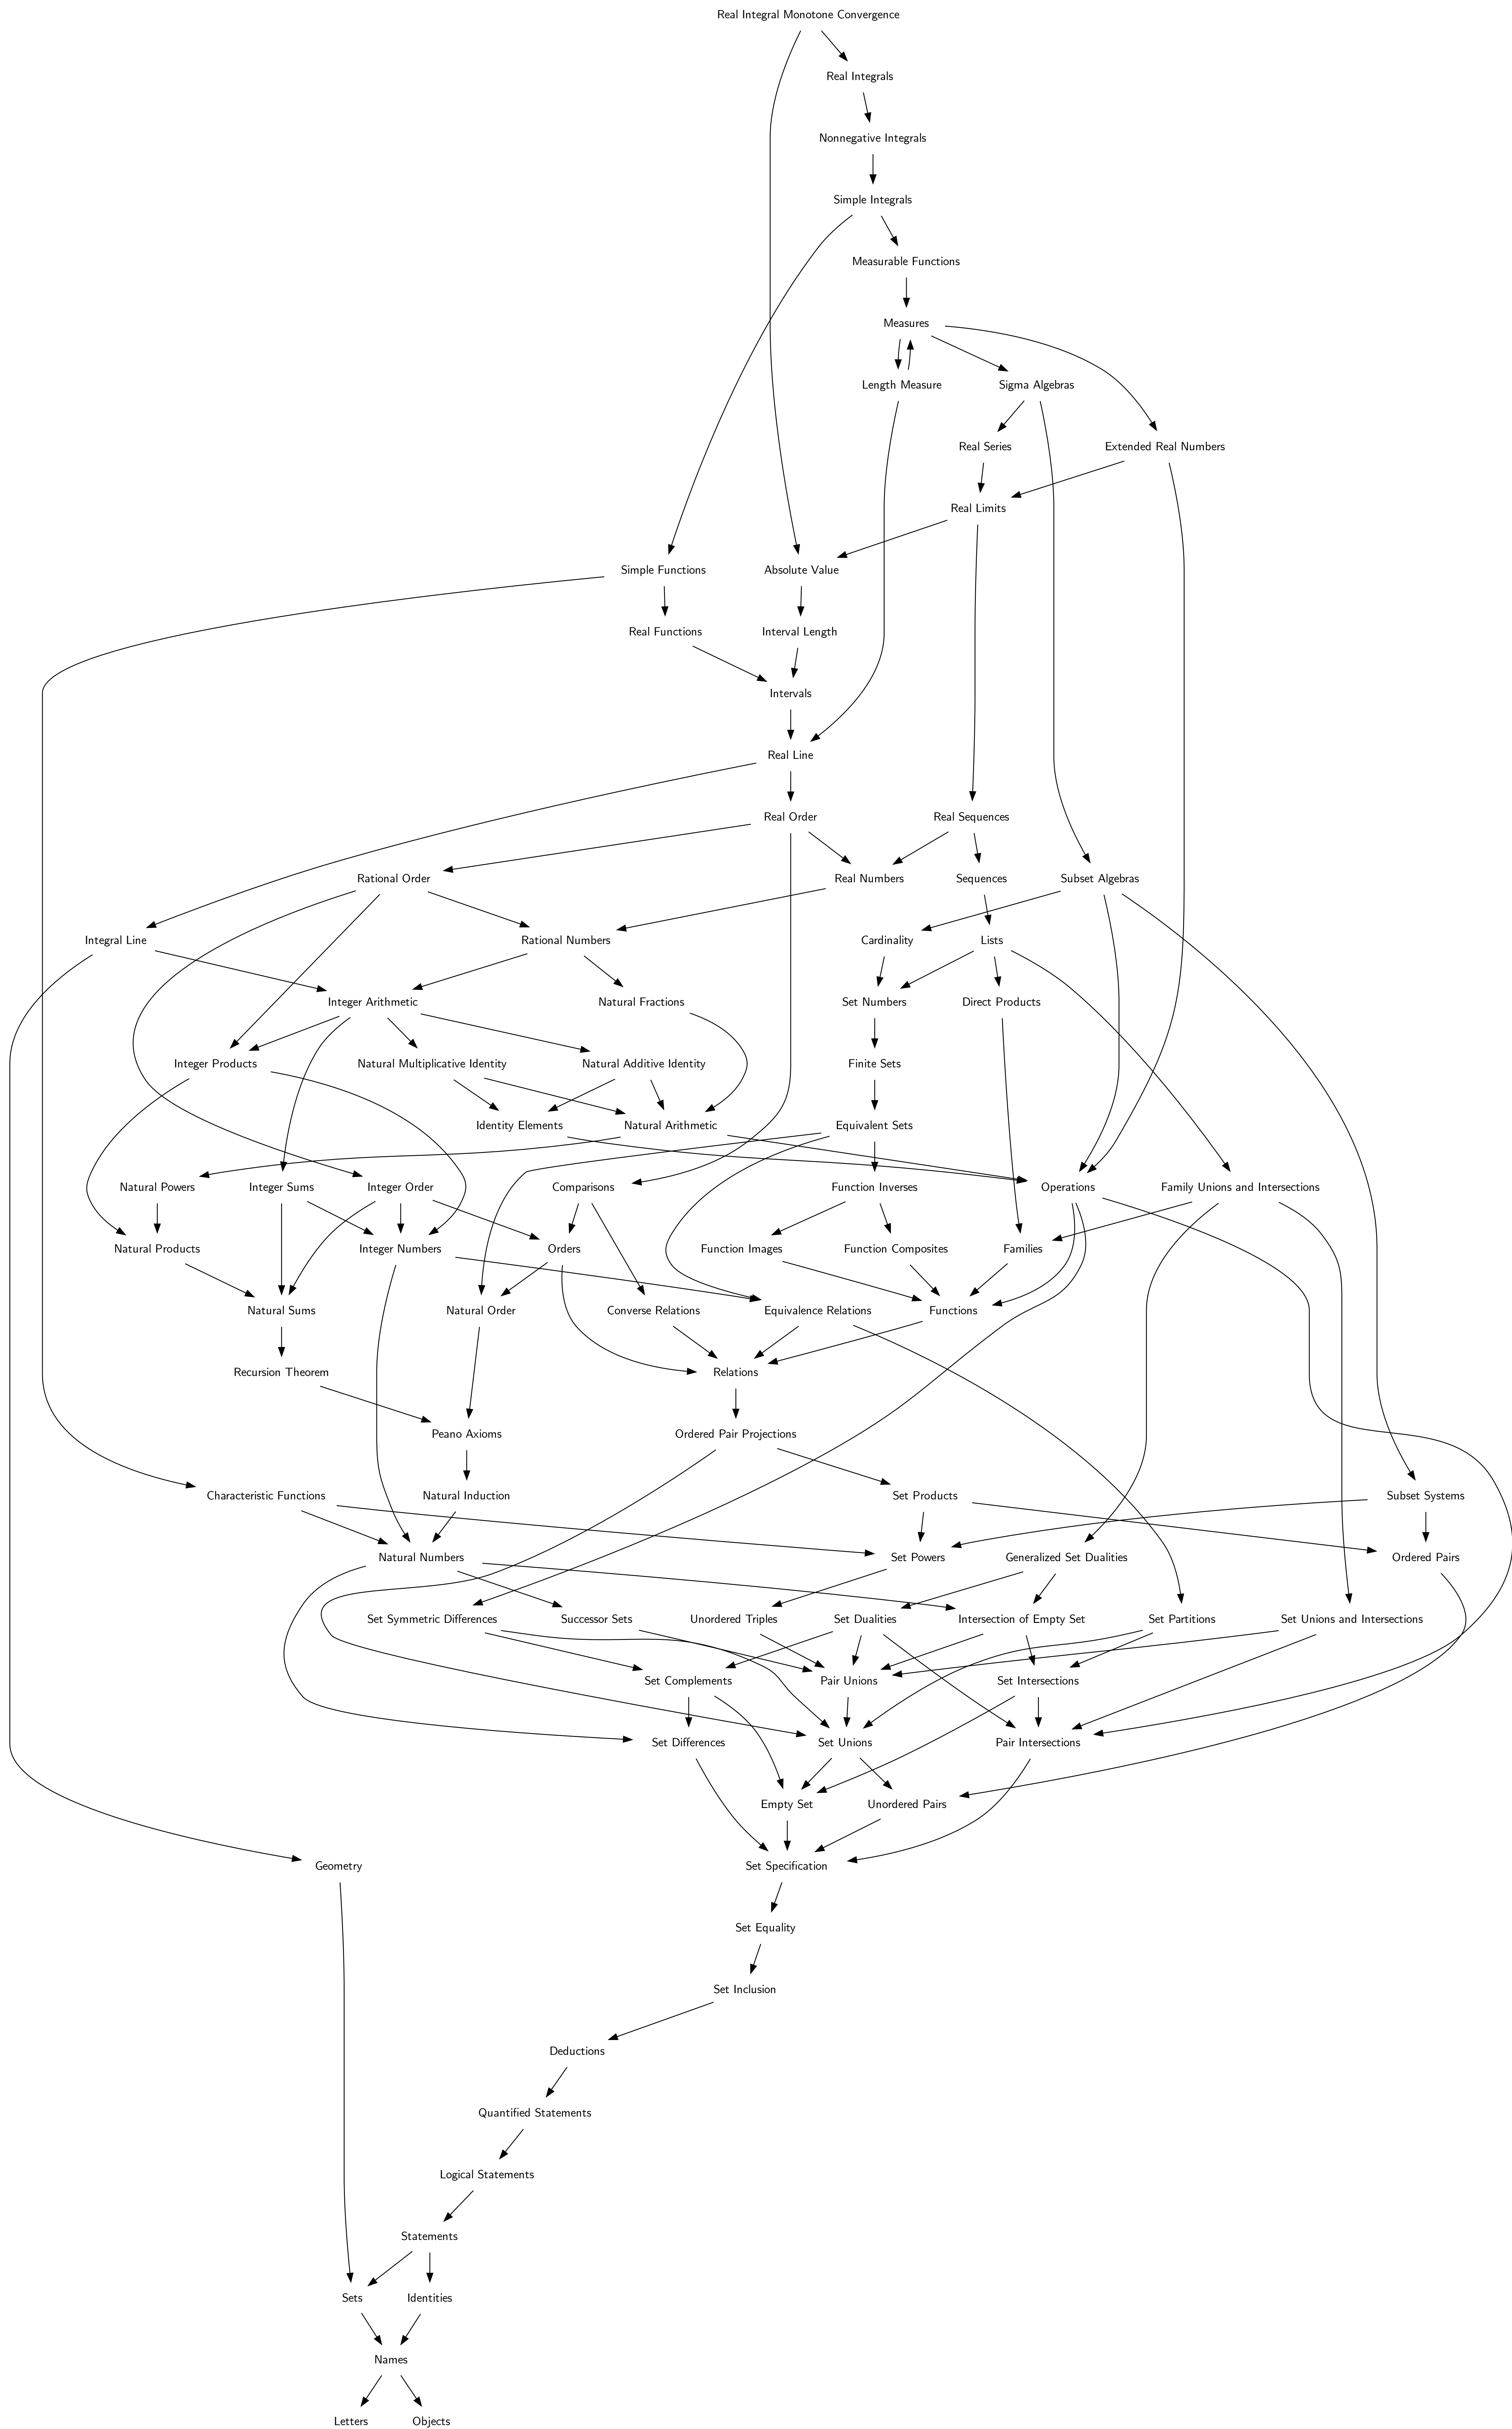 Real Integral Monotone Convergence
Real Integrals
Nonnegative Integrals
Simple Integrals
Measurable Functions
Measures
Length Measure
Sigma Algebras
Real Series
Extended Real Numbers
Real Limits
Simple Functions
Absolute Value
Real Functions
Interval Length
Intervals
Real Line
Real Order
Real Sequences
Rational Order
Real Numbers
Sequences
Subset Algebras
Integral Line
Rational Numbers
Cardinality
Lists
Integer Arithmetic
Natural Fractions
Set Numbers
Direct Products
Integer Products
Natural Multiplicative Identity
Natural Additive Identity
Finite Sets
Identity Elements
Natural Arithmetic
Equivalent Sets
Natural Powers
Integer Sums
Integer Order
Comparisons
Function Inverses
Operations
Family Unions and Intersections
Natural Products
Integer Numbers
Orders
Function Images
Function Composites
Families
Natural Sums
Natural Order
Converse Relations
Equivalence Relations
Functions
Recursion Theorem
Relations
Peano Axioms
Ordered Pair Projections
Characteristic Functions
Natural Induction
Set Products
Subset Systems
Natural Numbers
Set Powers
Generalized Set Dualities
Ordered Pairs
Set Symmetric Differences
Successor Sets
Unordered Triples
Set Dualities
Intersection of Empty Set
Set Partitions
Set Unions and Intersections
Set Complements
Pair Unions
Set Intersections
Set Differences
Set Unions
Pair Intersections
Empty Set
Unordered Pairs
Geometry
Set Specification
Set Equality
Set Inclusion
Deductions
Quantified Statements
Logical Statements
Statements
Sets
Identities
Names
Letters
Objects